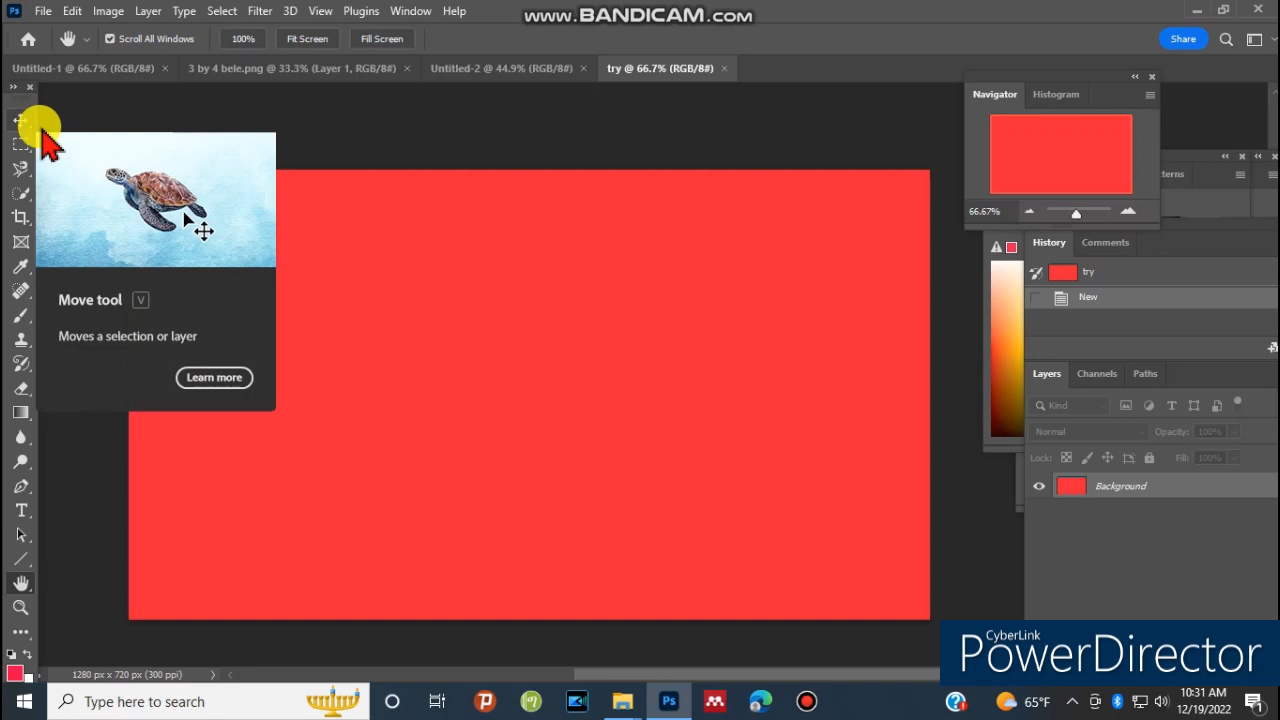 Ps File Edit Image Layer Type Select Filter 3D View Plugins Window Help
www.BANDICAM.com
Scroll All Windows 100% Fit Screen Fill Screen Share
Untitled-1 @ 66.7% (RGB/8#) × 3 by 4 bele.png @ 33.3% (Layer 1, RGB/8#) × Untitled-2 @ 44.9% (RGB/8#) × try @ 66.7% (RGB/8#) ×
Navigator Histogram
66.67%
Move tool V
Moves a selection or layer
Learn more
terns
History Comments
try
New
Layers Channels Paths
Kind
Normal Opacity: 100%
Lock: Fill: 100%
Background
1280 px x 720 px (300 ppi)
CyberLink
PowerDirector
Type here to search
Ps
65°F
10:31 AM
12/19/2022
1